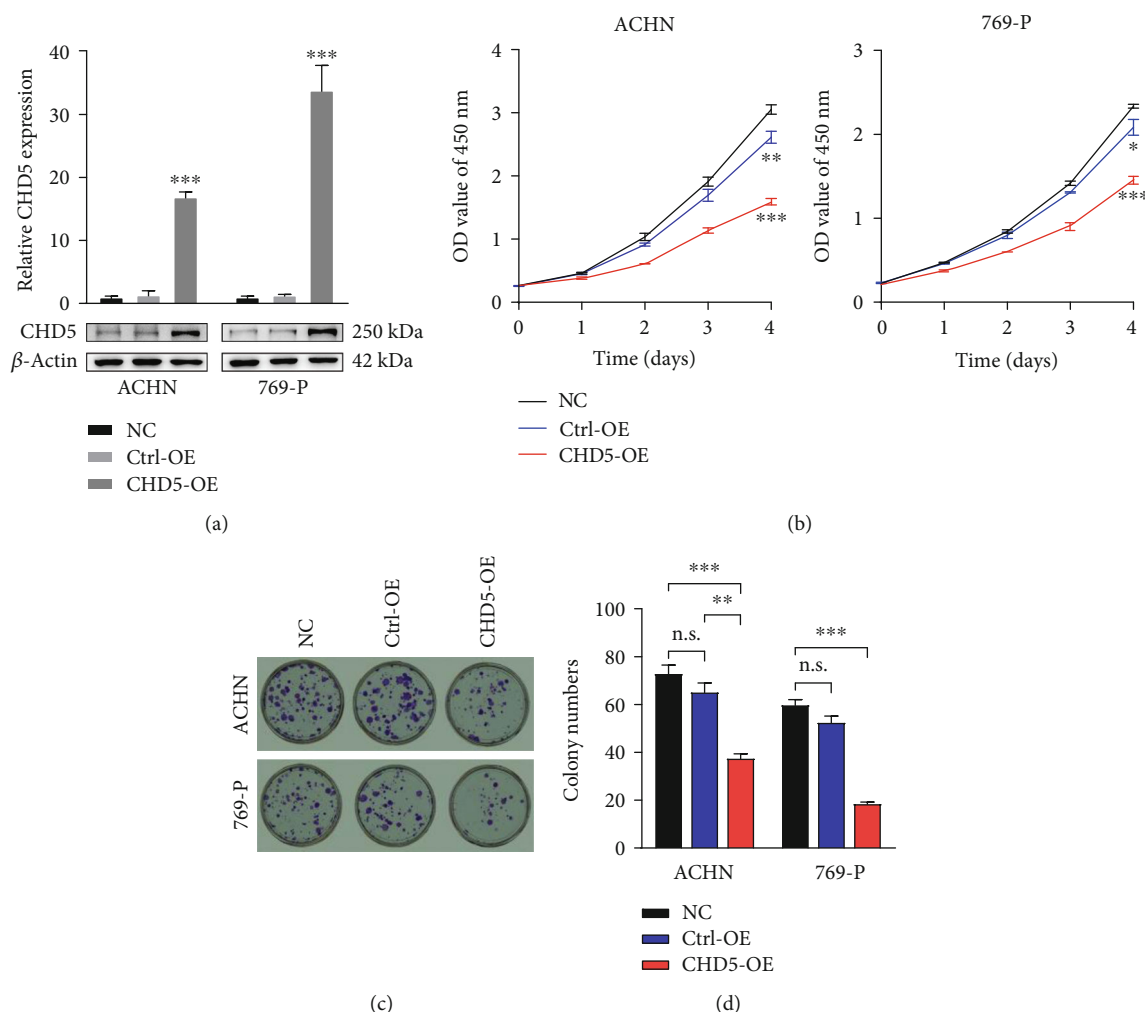 40
30
20
10
0
Relative CHD5 expression
***
***
CHD5
250 kDa
β-Actin
42 kDa
ACHN
769-P
NC
Ctrl-OE
CHD5-OE
(a)
ACHN
4
3
2
1
0
OD value of 450 nm
**
***
0
1
2
3
4
Time (days)
769-P
3
2
1
0
OD value of 450 nm
*
***
0
1
2
3
4
Time (days)
NC
Ctrl-OE
CHD5-OE
(b)
NC
Ctrl-OE
CHD5-OE
ACHN
769-P
(c)
100
80
60
40
20
0
Colony numbers
***
**
n.s.
***
n.s.
ACHN
769-P
NC
Ctrl-OE
CHD5-OE
(d)